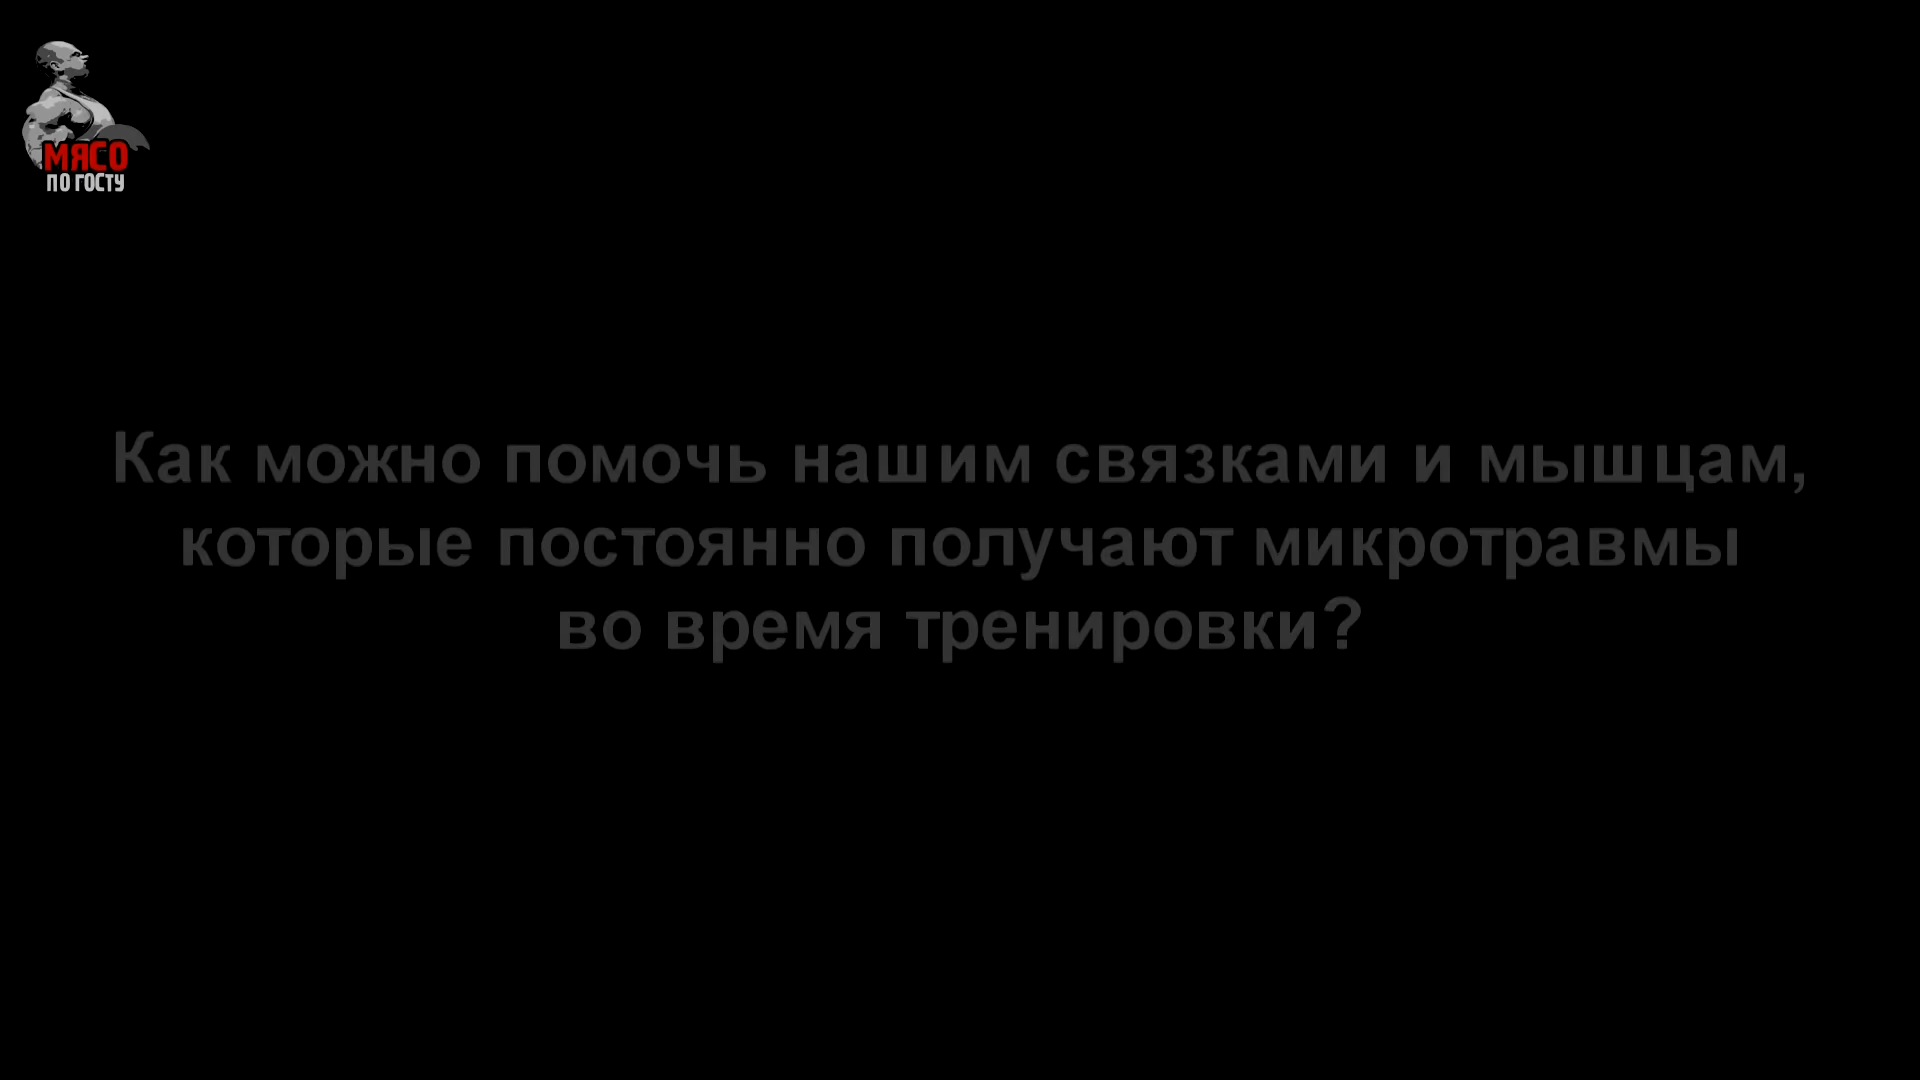 МЯСО
ПО ГОСТУ
Как можно помочь нашим связками и мышцам,
которые постоянно получают микротравмы
во время тренировки?